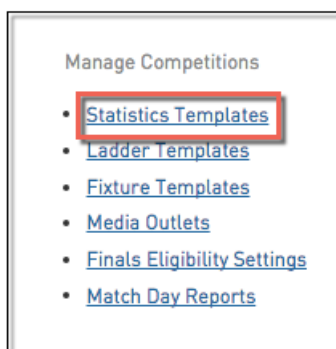 Manage Competitions
• Statistics Templates
• Ladder Templates
• Fixture Templates
• Media Outlets
• Finals Eligibility Settings
• Match Day Reports